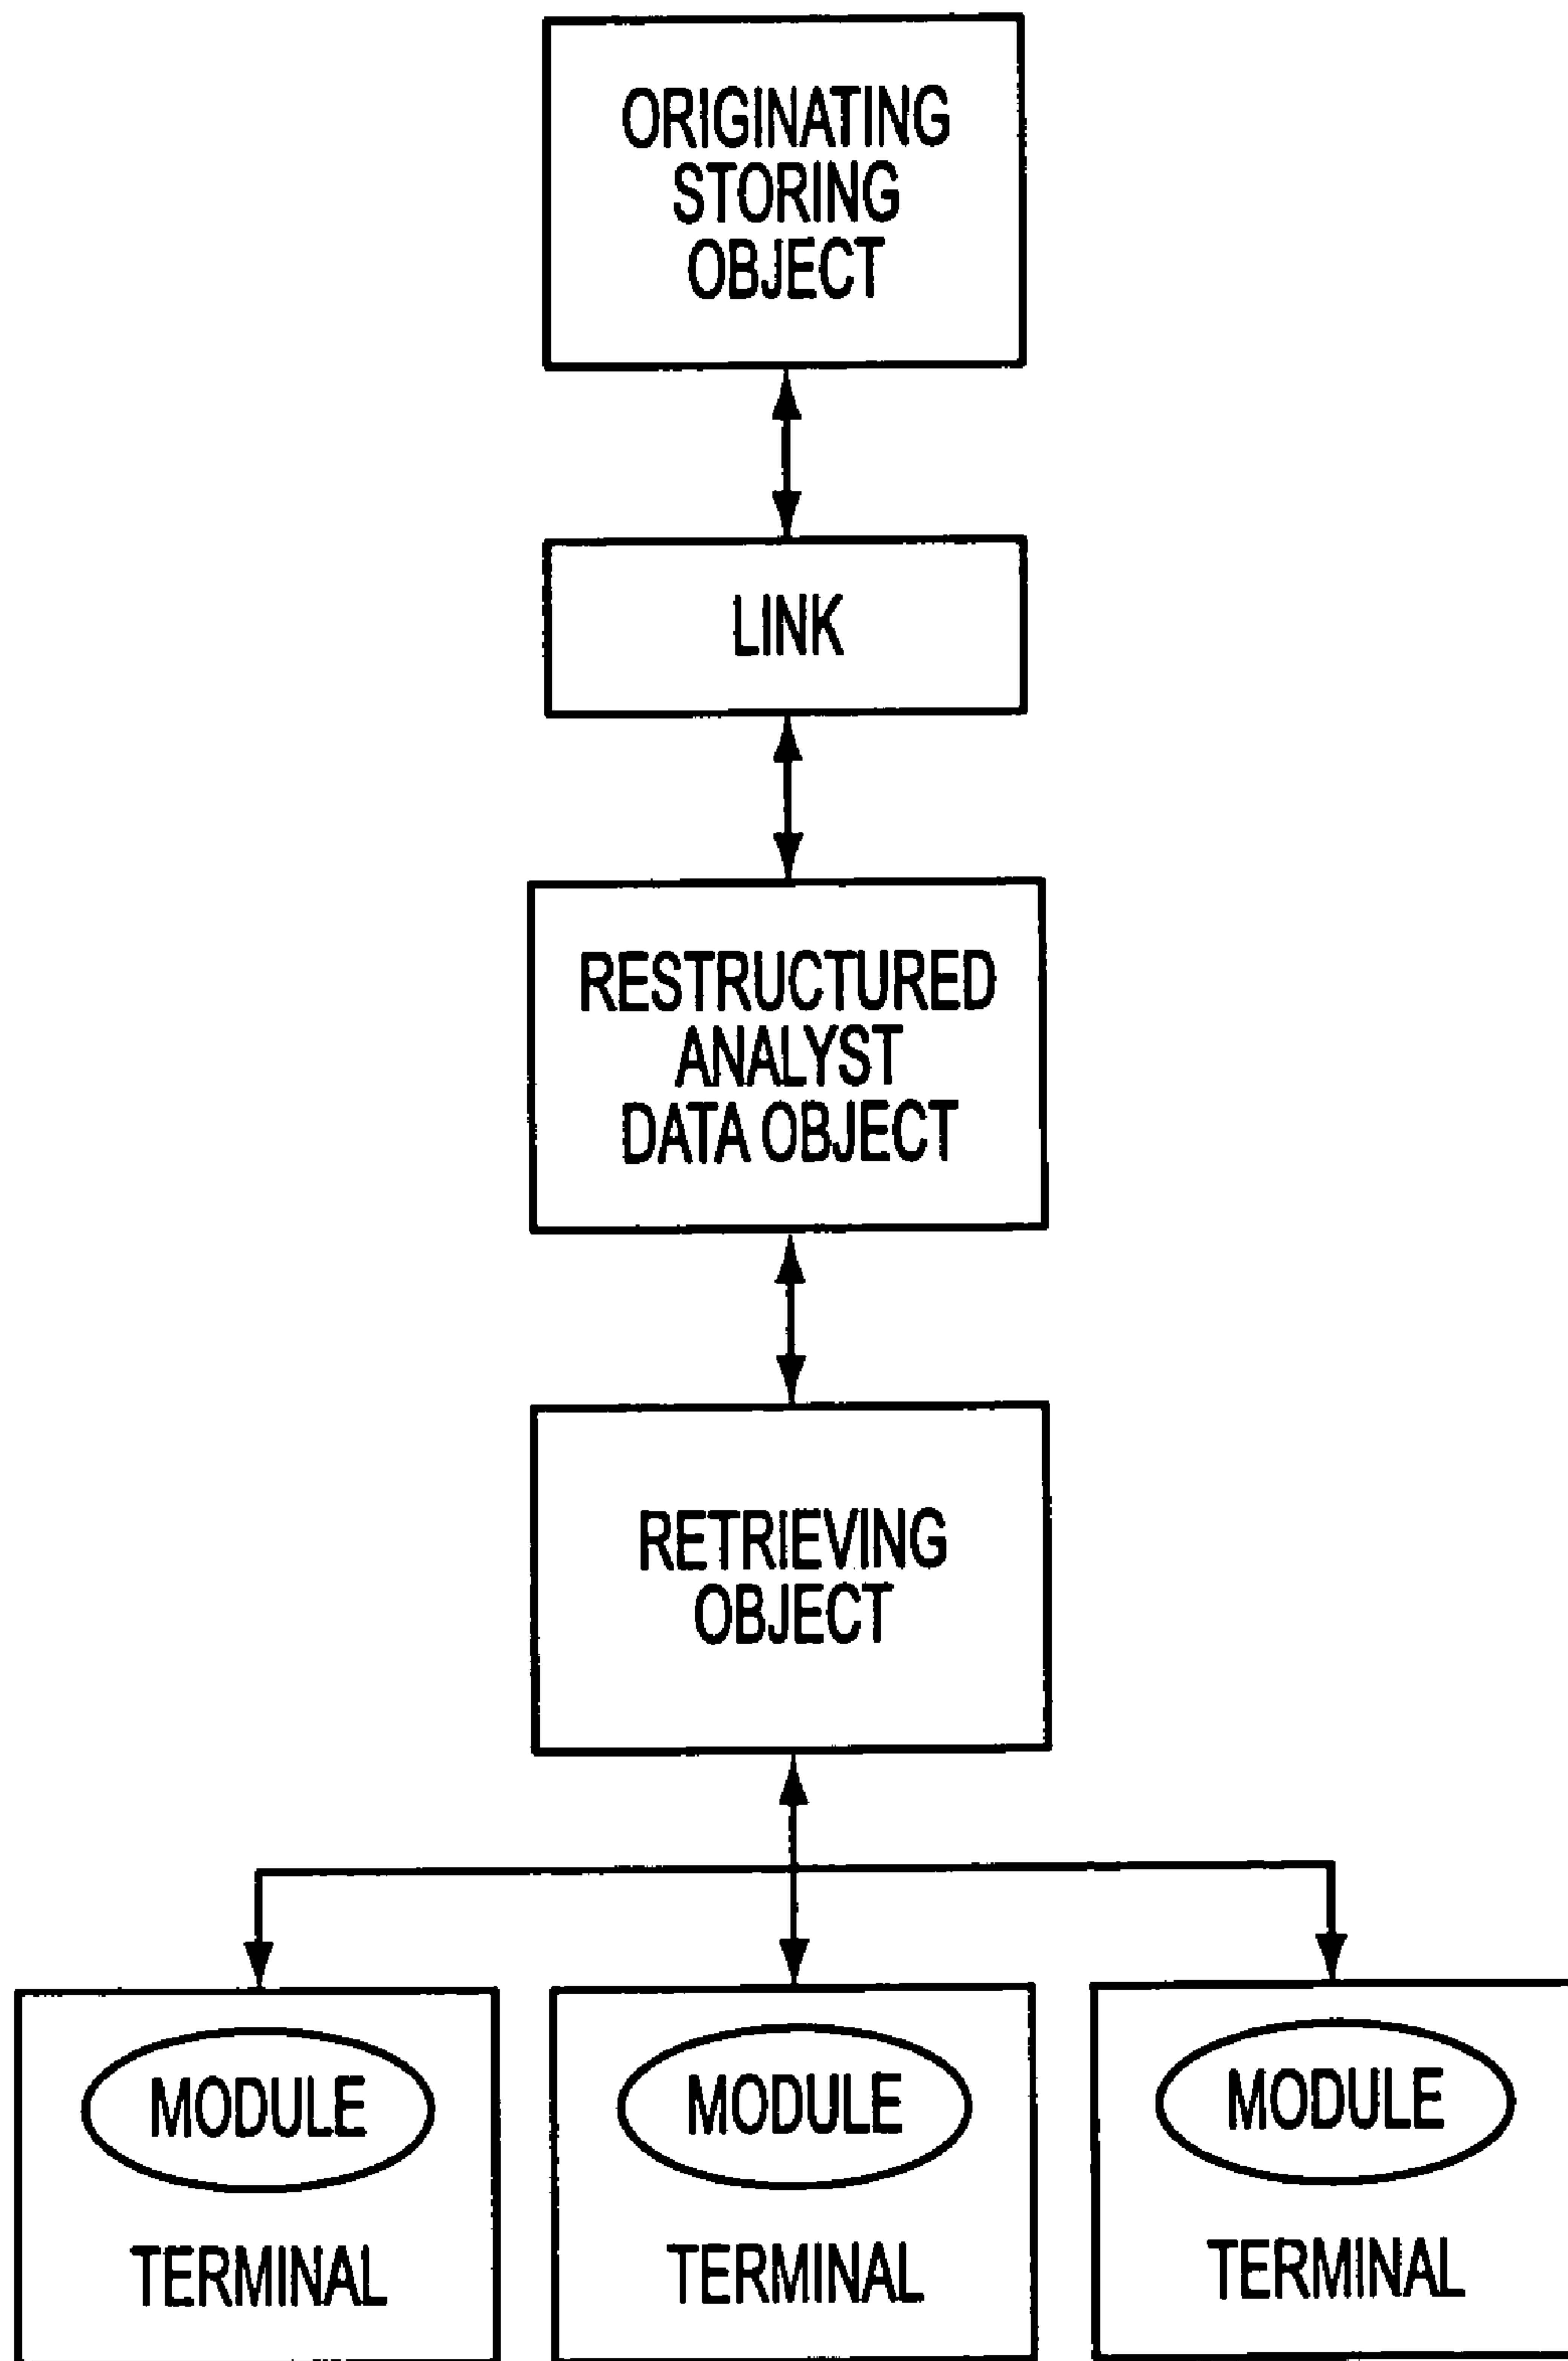 ORIGINATING
STORING
OBJECT
LINK
RESTRUCTURED
ANALYST
DATA OBJECT
RETRIEVING
OBJECT
MODULE
MODULE
MODULE
TERMINAL
TERMINAL
TERMINAL